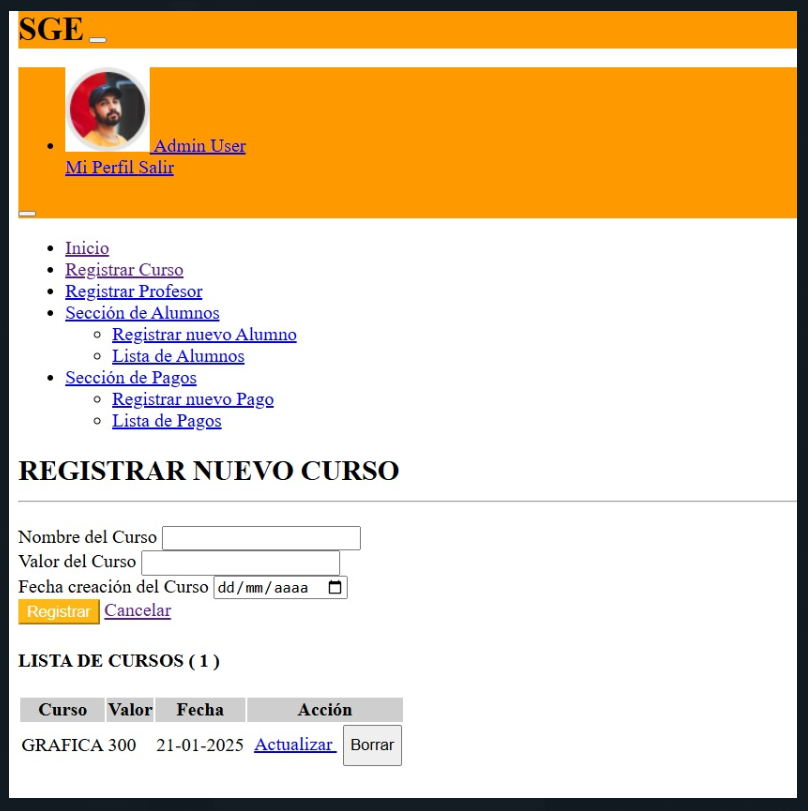 SGE
Admin User
Mi Perfil Salir
Inicio
Registrar Curso
Registrar Profesor
Sección de Alumnos
Registrar nuevo Alumno
Lista de Alumnos
Sección de Pagos
Registrar nuevo Pago
Lista de Pagos
REGISTRAR NUEVO CURSO
Nombre del Curso
Valor del Curso
Fecha creación del Curso dd/mm/aaaa
Registrar Cancelar
LISTA DE CURSOS ( 1 )
Curso Valor Fecha Acción
GRAFICA 300 21-01-2025 Actualizar Borrar